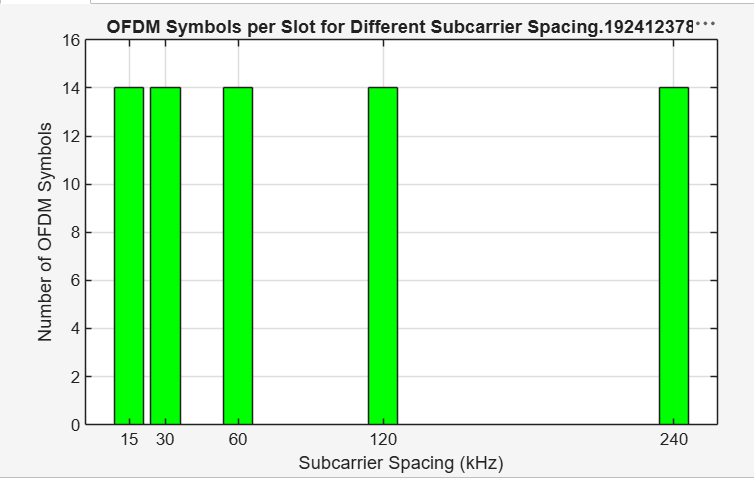 OFDM Symbols per Slot for Different Subcarrier Spacing.192412378...
16
14
12
10
8
6
4
2
0
Number of OFDM Symbols
15 30 60 120 240
Subcarrier Spacing (kHz)